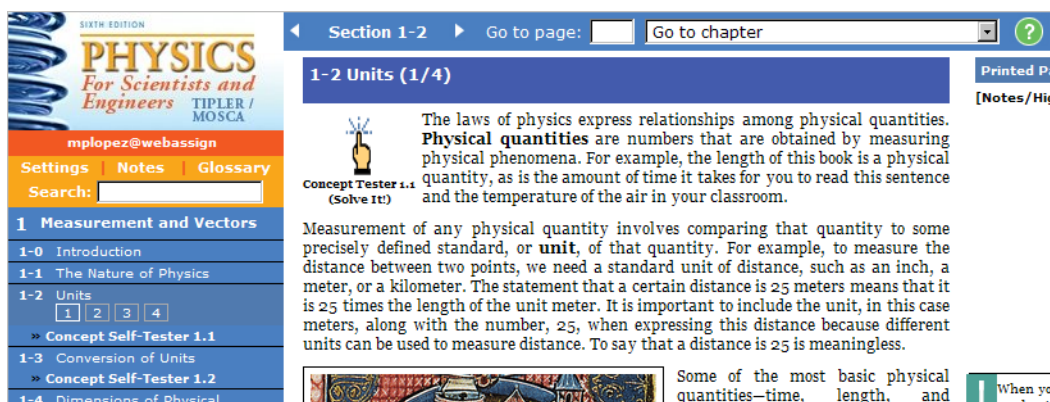 SIXTH EDITION
PHYSICS
For Scientists and
Engineers TIPLER /
MOSCA
mplopez@webassign
Settings | Notes | Glossary
Search:
1 Measurement and Vectors
1-0 Introduction
1-1 The Nature of Physics
1-2 Units
1 2 3 4
» Concept Self-Tester 1.1
1-3 Conversion of Units
» Concept Self-Tester 1.2
1-4 Dimensions of Physical
Section 1-2 Go to page: Go to chapter ?
1-2 Units (1/4)
Concept Tester 1.1
(Solve It!)
The laws of physics express relationships among physical quantities.
Physical quantities are numbers that are obtained by measuring
physical phenomena. For example, the length of this book is a physical
quantity, as is the amount of time it takes for you to read this sentence
and the temperature of the air in your classroom.
Measurement of any physical quantity involves comparing that quantity to some
precisely defined standard, or unit, of that quantity. For example, to measure the
distance between two points, we need a standard unit of distance, such as an inch, a
meter, or a kilometer. The statement that a certain distance is 25 meters means that it
is 25 times the length of the unit meter. It is important to include the unit, in this case
meters, along with the number, 25, when expressing this distance because different
units can be used to measure distance. To say that a distance is 25 is meaningless.
Some of the most basic physical
quantities—time, length, and
Printed Pa
[Notes/Hig
When yo